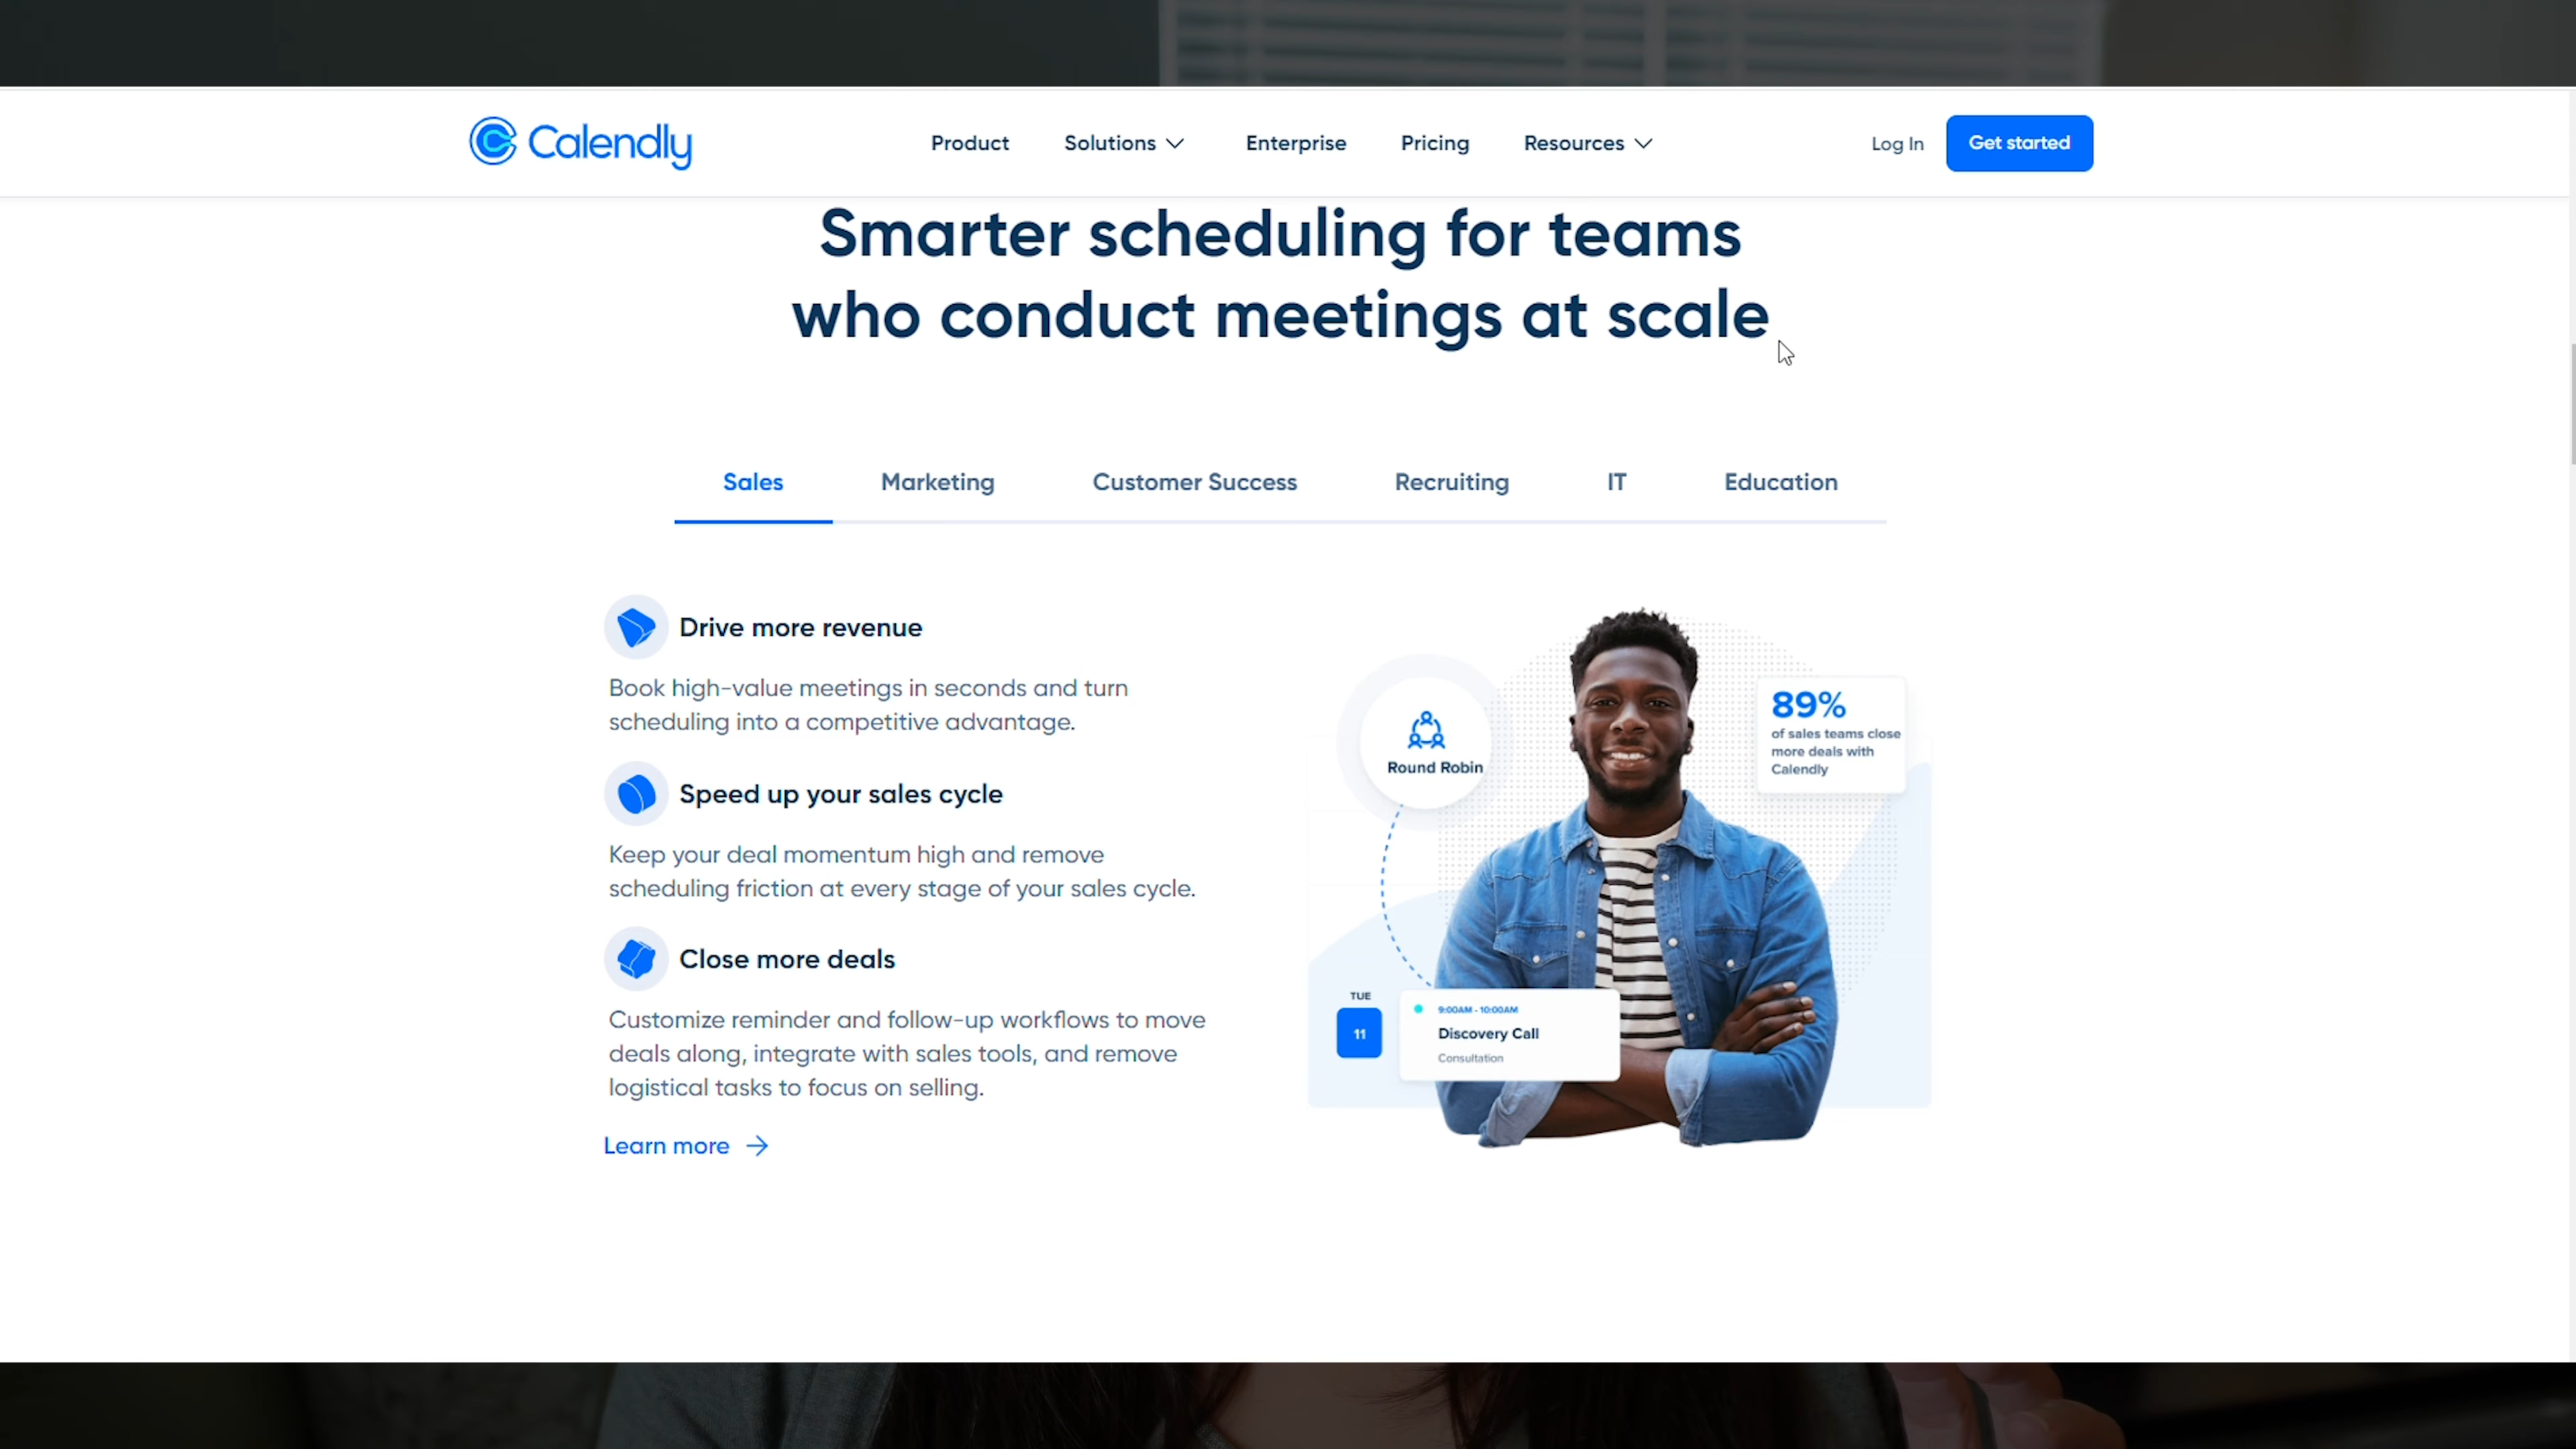 Calendly
Product
Solutions
Enterprise
Pricing
Resources
Log In
Get started
Smarter scheduling for teams
who conduct meetings at scale
Sales
Marketing
Customer Success
Recruiting
IT
Education
Drive more revenue
Book high-value meetings in seconds and turn
scheduling into a competitive advantage.
Speed up your sales cycle
Keep your deal momentum high and remove
scheduling friction at every stage of your sales cycle.
Close more deals
Customize reminder and follow-up workflows to move
deals along, integrate with sales tools, and remove
logistical tasks to focus on selling.
Learn more
Round Robin
89%
of sales teams close
more deals with
Calendly
TUE
11
9:00AM - 10:00AM
Discovery Call
Consultation